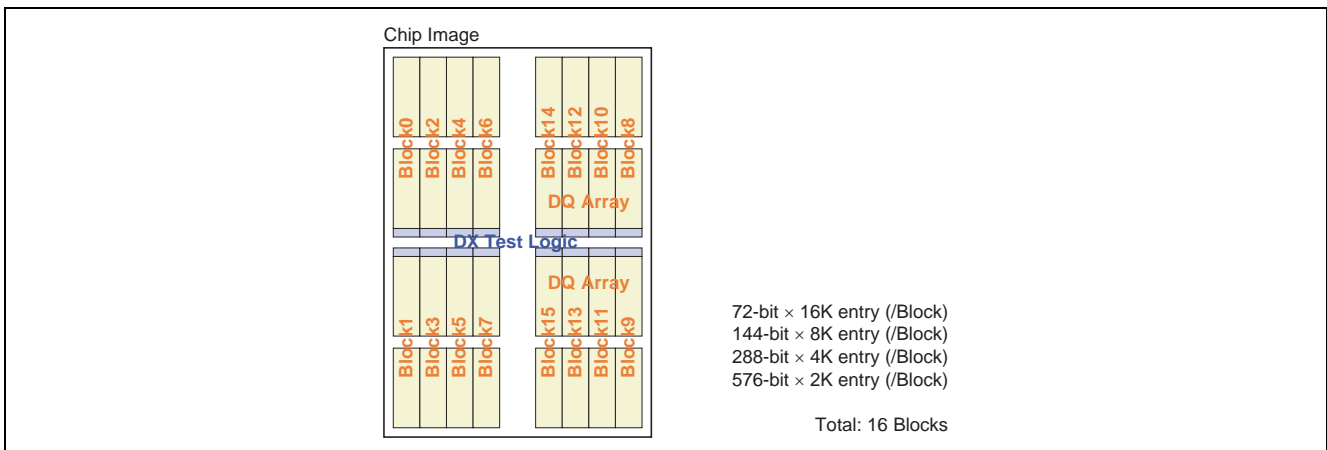 Chip Image
Block0
Block2
Block4
Block6
Block14
Block12
Block10
Block8
DQ Array
DX Test Logic
DQ Array
Block1
Block3
Block5
Block7
Block15
Block13
Block11
Block9
72-bit × 16K entry (/Block)
144-bit × 8K entry (/Block)
288-bit × 4K entry (/Block)
576-bit × 2K entry (/Block)
Total: 16 Blocks